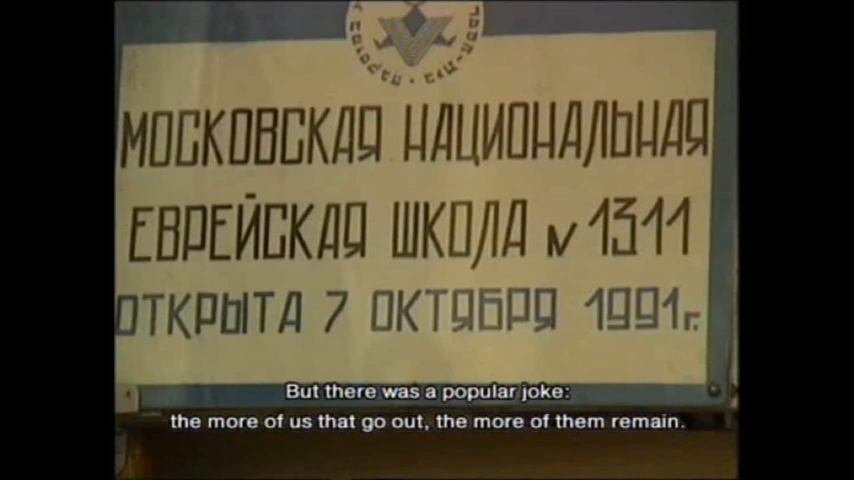 МОСКОВСКАЯ НАЦИОНАЛЬНАЯ
ЕВРЕЙСКАЯ ШКОЛА N 1311
ОТКРЫТА 7 ОКТЯБРЯ 1991г.
But there was a popular joke:
the more of us that go out, the more of them remain.